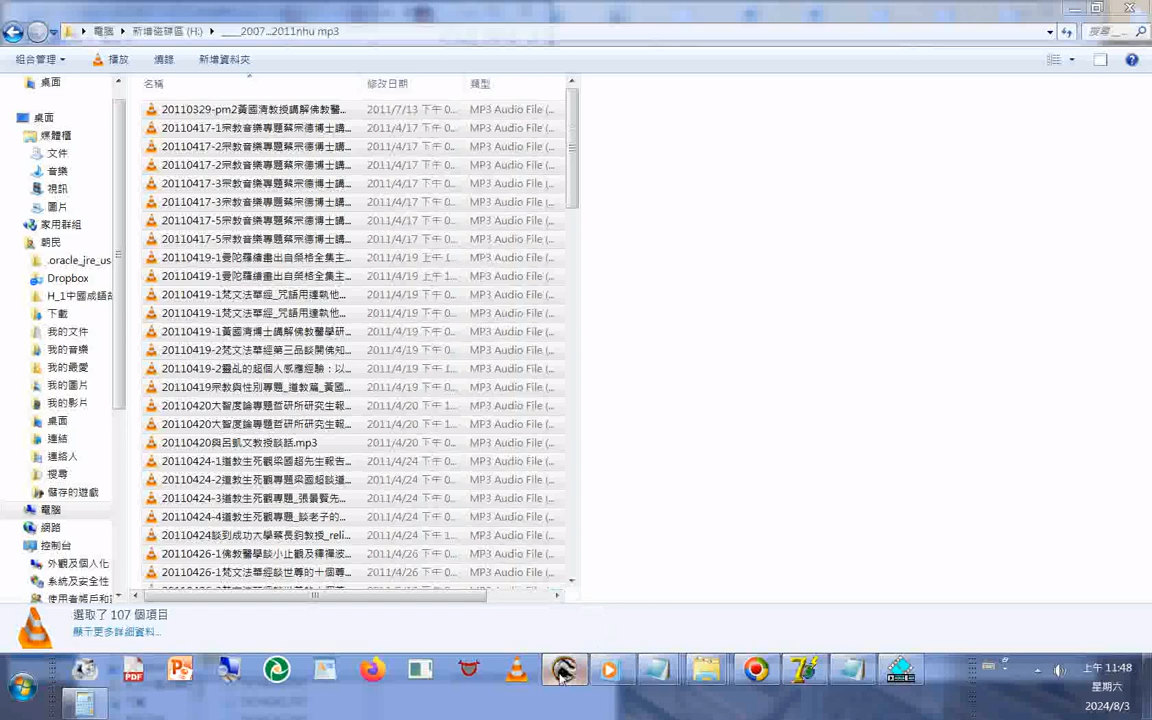 電腦 ▸ 新增磁碟區 (H:) ▸ ____2007...2011nhu mp3
搜尋__...
組合管理 播放 燒錄 新增資料夾
桌面
桌面
媒體櫃
文件
音樂
視訊
圖片
家用群組
朝民
.oracle_jre_us
Dropbox
H_1中國成語故
下載
我的文件
我的音樂
我的最愛
我的圖片
我的影片
桌面
連結
連絡人
搜尋
儲存的遊戲
電腦
網路
控制台
外觀及個人化
系統及安全性
使用者帳戶和
名稱 修改日期 類型
20110329-pm2黃國清教授講解佛教醫... 2011/7/13 下午 0... MP3 Audio File (...
20110417-1宗教音樂專題蔡宗德博士講... 2011/4/17 下午 0... MP3 Audio File (...
20110417-2宗教音樂專題蔡宗德博士講... 2011/4/17 下午 0... MP3 Audio File (...
20110417-2宗教音樂專題蔡宗德博士講... 2011/4/17 下午 0... MP3 Audio File (...
20110417-3宗教音樂專題蔡宗德博士講... 2011/4/17 下午 0... MP3 Audio File (...
20110417-3宗教音樂專題蔡宗德博士講... 2011/4/17 下午 0... MP3 Audio File (...
20110417-5宗教音樂專題蔡宗德博士講... 2011/4/17 下午 0... MP3 Audio File (...
20110417-5宗教音樂專題蔡宗德博士講... 2011/4/17 下午 0... MP3 Audio File (...
20110419-1曼陀羅繪畫出自榮格全集主... 2011/4/19 上午 0... MP3 Audio File (...
20110419-1曼陀羅繪畫出自榮格全集主... 2011/4/19 上午 1... MP3 Audio File (...
20110419-1梵文法華經_咒語用連執他... 2011/4/19 下午 0... MP3 Audio File (...
20110419-1梵文法華經_咒語用連執他... 2011/4/19 下午 0... MP3 Audio File (...
20110419-1黃國清博士講解佛教醫學研... 2011/4/19 下午 0... MP3 Audio File (...
20110419-2梵文法華經第三品談開佛知... 2011/4/19 下午 0... MP3 Audio File (...
20110419-2靈乩的超個人感應經驗：以... 2011/4/19 下午 1... MP3 Audio File (...
20110419宗教與性別專題_道教篇_黃國... 2011/4/19 下午 0... MP3 Audio File (...
20110420大智度論專題哲研所研究生報... 2011/4/20 下午 1... MP3 Audio File (...
20110420大智度論專題哲研所研究生報... 2011/4/20 下午 1... MP3 Audio File (...
20110420與呂凱文教授談話.mp3 2011/4/20 下午 0... MP3 Audio File (...
20110424-1道教生死觀梁國超先生報告... 2011/4/24 下午 0... MP3 Audio File (...
20110424-2道教生死觀專題梁國超談道... 2011/4/24 下午 0... MP3 Audio File (...
20110424-3道教生死觀專題_張景賢先... 2011/4/24 下午 0... MP3 Audio File (...
20110424-4道教生死觀專題_談老子的... 2011/4/24 下午 0... MP3 Audio File (...
20110424談到成功大學蔡長鈞教授_reli... 2011/4/24 下午 1... MP3 Audio File (...
20110426-1佛教醫學談小止觀及釋禪波... 2011/4/26 下午 0... MP3 Audio File (...
20110426-1梵文法華經談世尊的十個尊... 2011/4/26 下午 0... MP3 Audio File (...
選取了 107 個項目
顯示更多詳細資料...
PDF
上午 11:48
星期六
2024/8/3